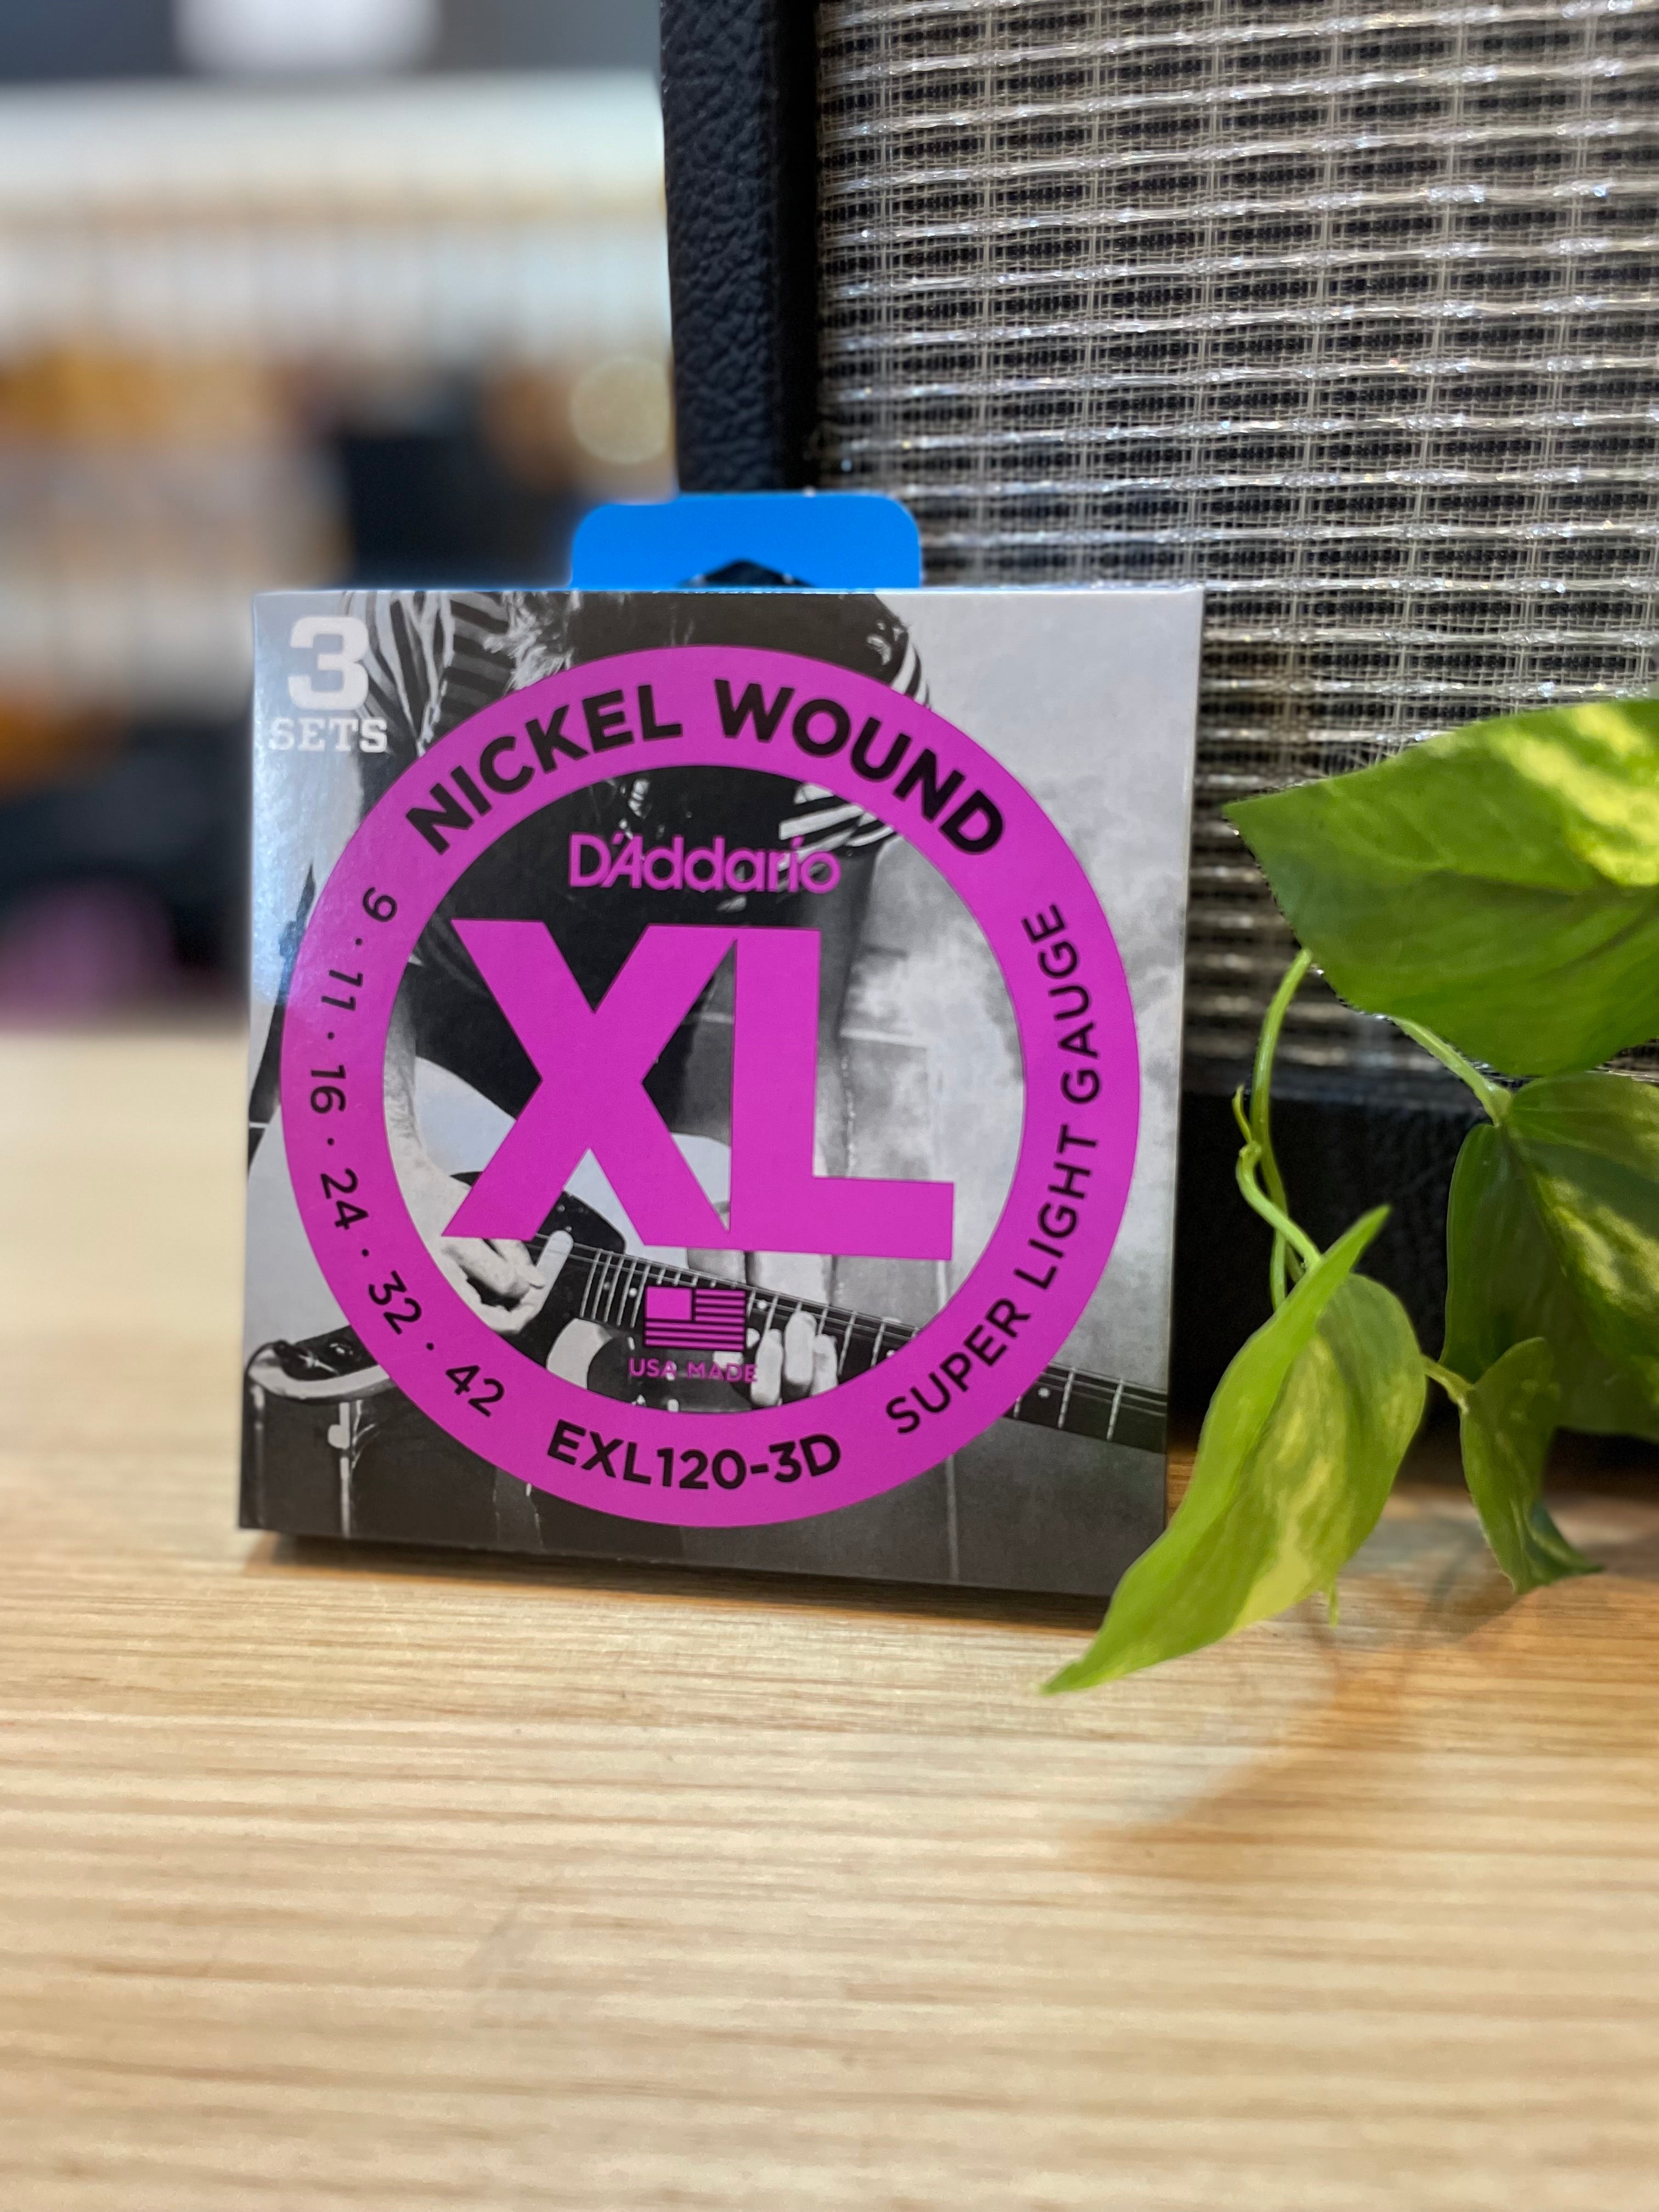 3
SETS
NICKEL WOUND
D'Addario
XL
USA MADE
9 · 11 · 16 · 24 · 32 · 42
EXL120-3D
SUPER LIGHT GAUGE